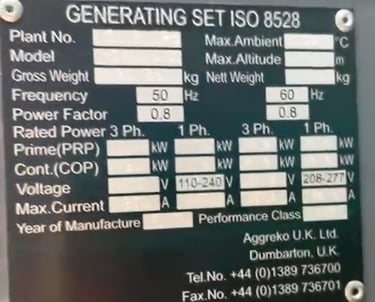 GENERATING SET ISO 8528
Plant No. Max.Ambient °C
Model Max.Altitude m
Gross Weight kg Nett Weight kg
Frequency 50 Hz 60 Hz
Power Factor 0.8 0.8
Rated Power 3 Ph. 1 Ph. 3 Ph. 1 Ph.
Prime(PRP) kW kW kW kW
Cont.(COP) kW kW kW kW
Voltage V 110-240 V V 208-277 V
Max.Current A A A A
Year of Manufacture Performance Class
Aggreko U.K. Ltd.
Dumbarton, U.K.
Tel.No. +44 (0)1389 736700
Fax.No. +44 (0)1389 736701